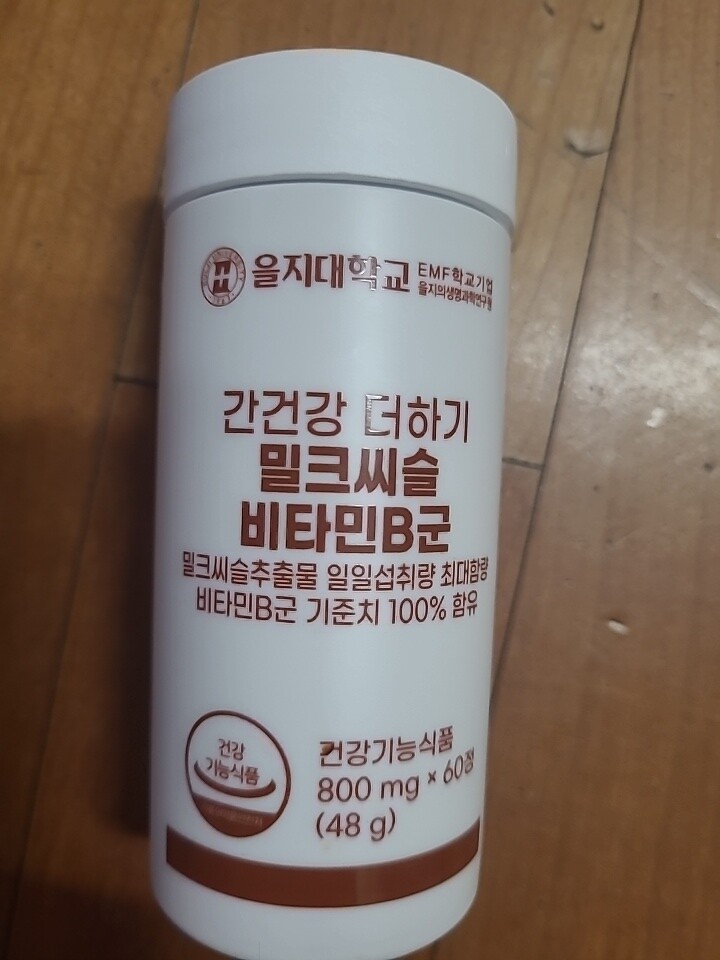 을지대학교 EMF학교기업
을지의생명과학연구원
간건강 더하기
밀크씨슬
비타민B군
밀크씨슬추출물 일일섭취량 최대함량
비타민B군 기준치 100% 함유
건강
기능식품
건강기능식품
800 mg × 60정
(48 g)